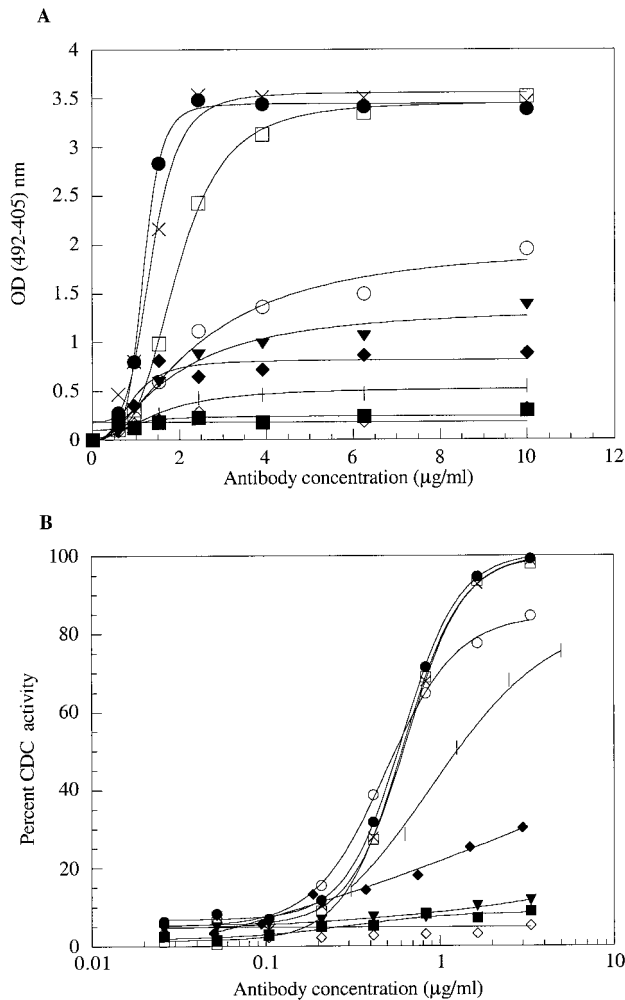 A
4
3.5
3
2.5
2
1.5
1
0.5
0
OD (492-405) nm
0 2 4 6 8 10 12
Antibody concentration (μg/ml)
B
100
80
60
40
20
0
Percent CDC activity
0.01 0.1 1 10
Antibody concentration (μg/ml)